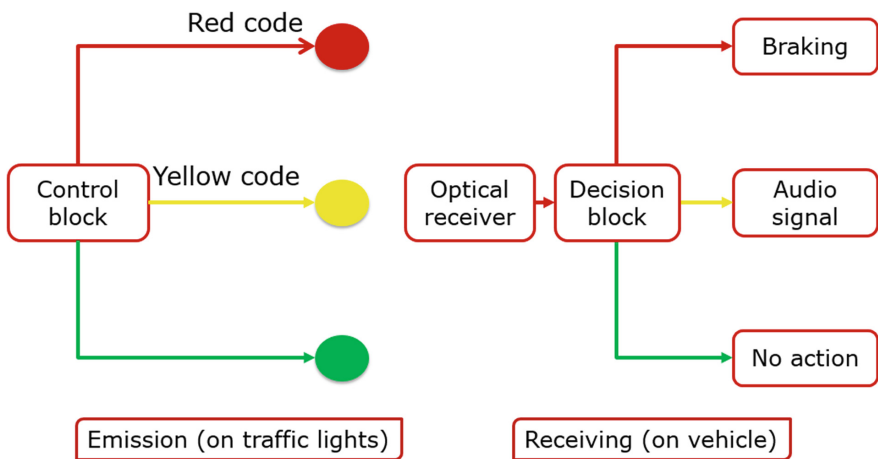 Red code
Braking
Control
block
Yellow code
Optical
receiver
Decision
block
Audio
signal
No action
Emission (on traffic lights)
Receiving (on vehicle)